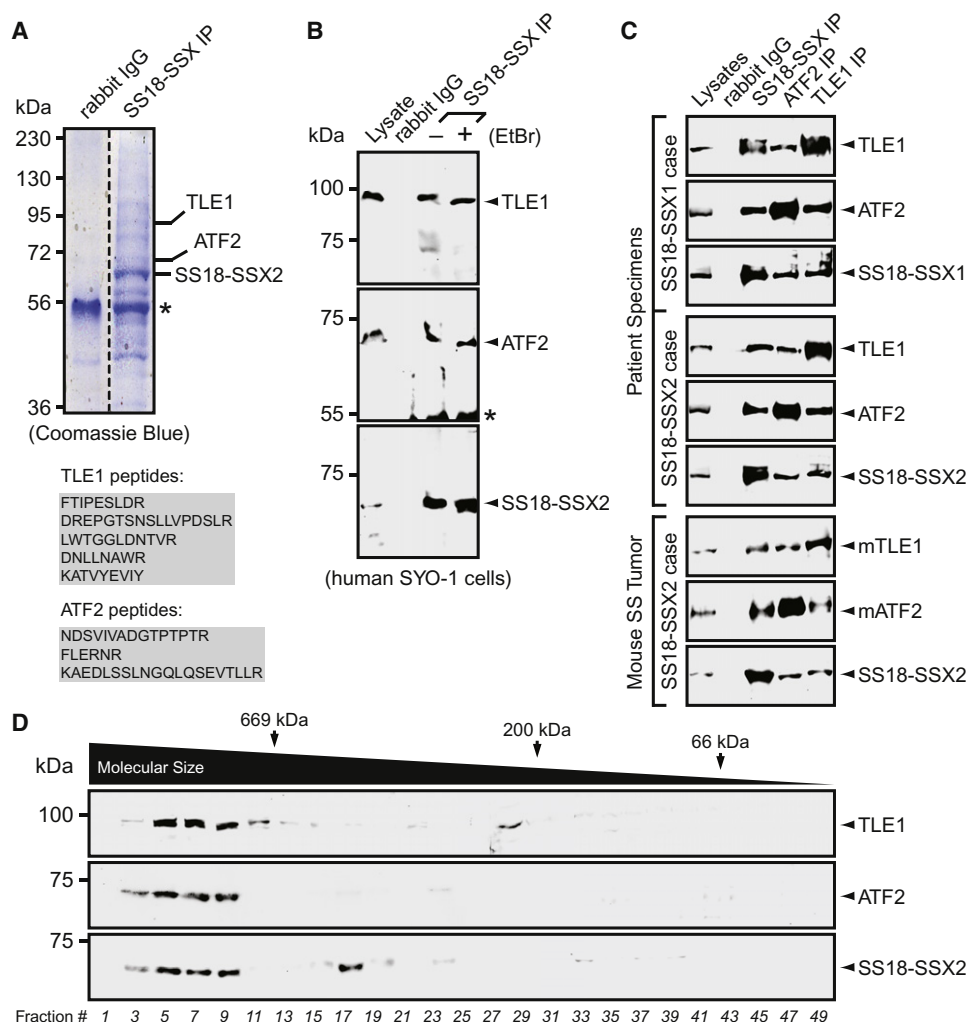 A
rabbit IgG
SS18-SSX IP
kDa
230
130
95
72
56
36
TLE1
ATF2
SS18-SSX2
*
(Coomassie Blue)
TLE1 peptides:
FTIPESLDR
DREPGTSNSLLVPDSLR
LWTGGLDNTVR
DNLLNAWR
KATVYEVIY
ATF2 peptides:
NDSVIVADGTPTPTR
FLERNR
KAEDLSSLNGQLQSEVTLLR
B
Lysate
rabbit IgG
SS18-SSX IP
kDa
– + (EtBr)
100
75
TLE1
75
55
ATF2
*
75
SS18-SSX2
(human SYO-1 cells)
C
Lysates
rabbit IgG
SS18-SSX IP
ATF2 IP
TLE1 IP
Patient Specimens
SS18-SSX1 case
TLE1
ATF2
SS18-SSX1
SS18-SSX2 case
TLE1
ATF2
SS18-SSX2
Mouse SS Tumor
SS18-SSX2 case
mTLE1
mATF2
SS18-SSX2
D
669 kDa
200 kDa
66 kDa
kDa
Molecular Size
100
TLE1
75
ATF2
75
SS18-SSX2
Fraction # 1 3 5 7 9 11 13 15 17 19 21 23 25 27 29 31 33 35 37 39 41 43 45 47 49